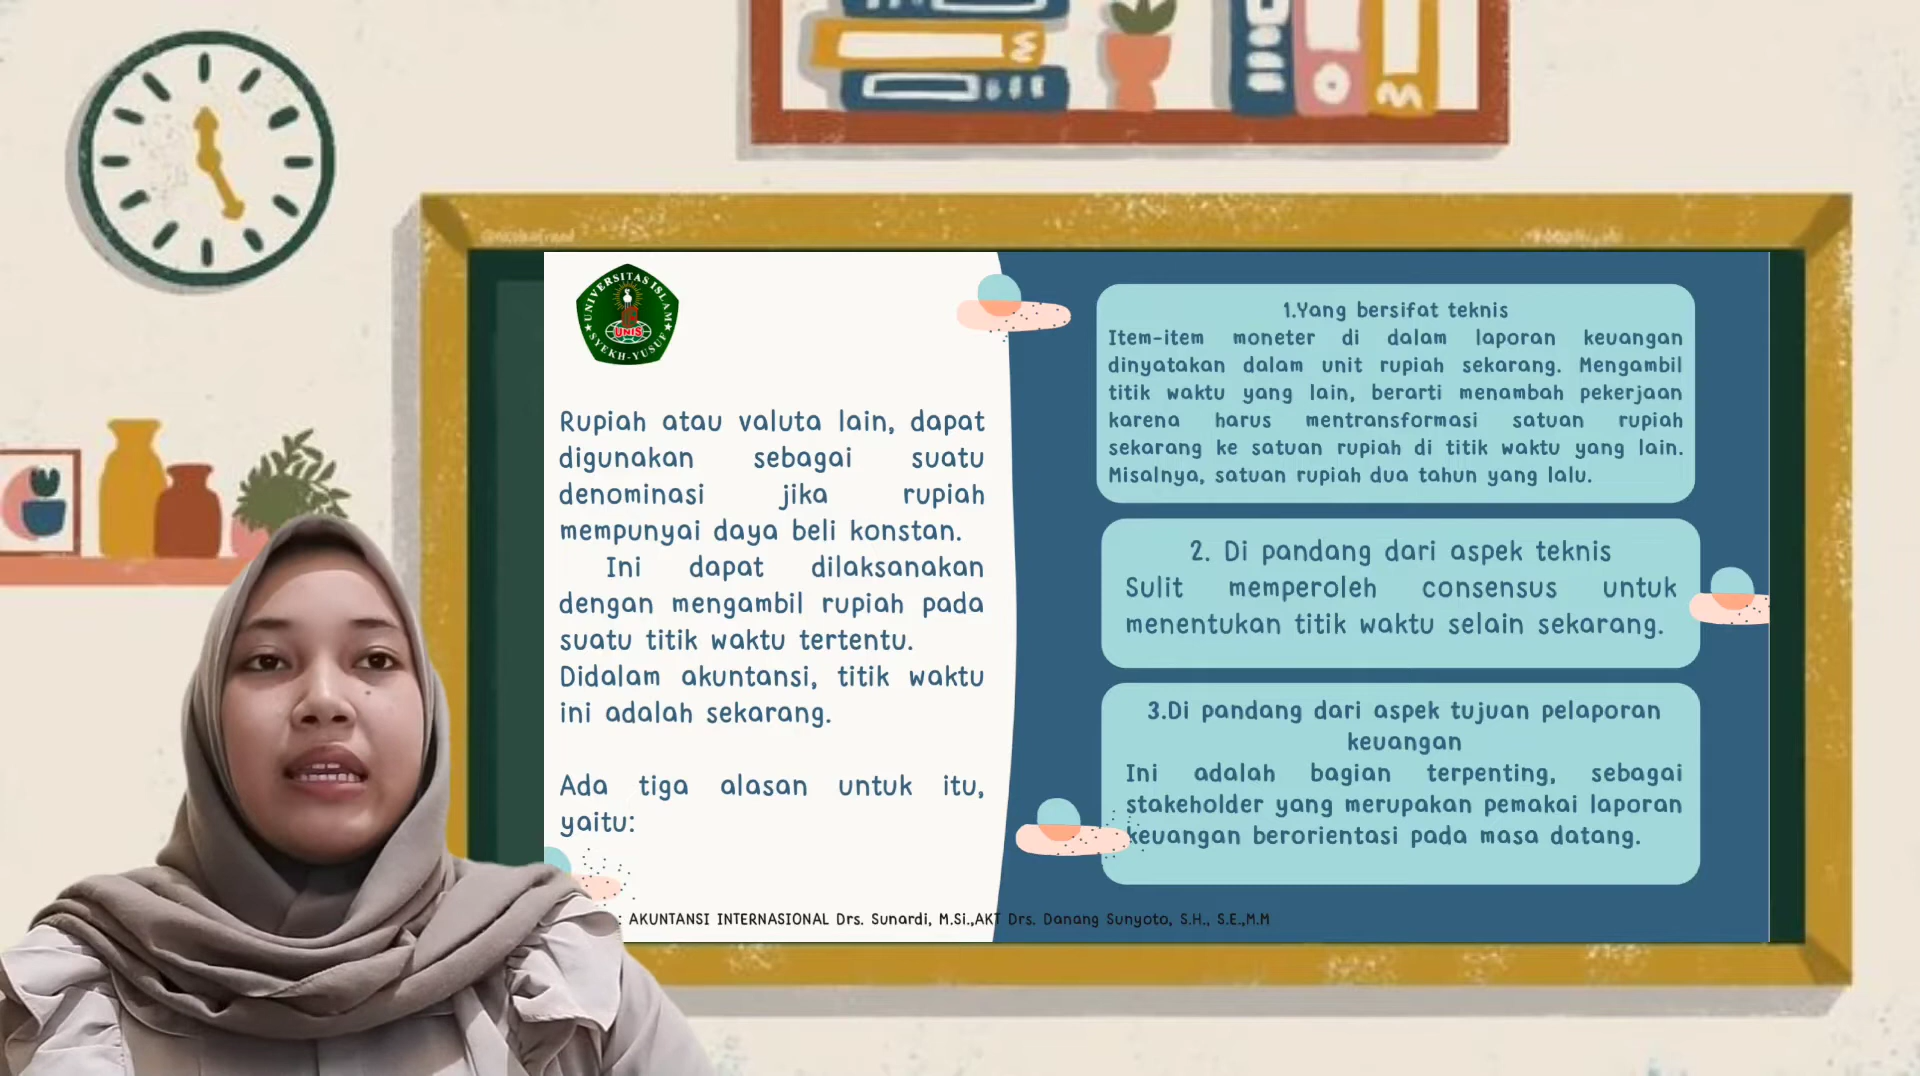 UNIVERSITAS ISLAM
UNIS
SYEKH-YUSUF
Rupiah atau valuta lain, dapat
digunakan sebagai suatu
denominasi jika rupiah
mempunyai daya beli konstan.
Ini dapat dilaksanakan
dengan mengambil rupiah pada
suatu titik waktu tertentu.
Didalam akuntansi, titik waktu
ini adalah sekarang.
Ada tiga alasan untuk itu,
yaitu:
1.Yang bersifat teknis
Item-item moneter di dalam laporan keuangan
dinyatakan dalam unit rupiah sekarang. Mengambil
titik waktu yang lain, berarti menambah pekerjaan
karena harus mentransformasi satuan rupiah
sekarang ke satuan rupiah di titik waktu yang lain.
Misalnya, satuan rupiah dua tahun yang lalu.
2. Di pandang dari aspek teknis
Sulit memperoleh consensus untuk
menentukan titik waktu selain sekarang.
3.Di pandang dari aspek tujuan pelaporan
keuangan
Ini adalah bagian terpenting, sebagai
stakeholder yang merupakan pemakai laporan
keuangan berorientasi pada masa datang.
: AKUNTANSI INTERNASIONAL Drs. Sunardi, M.Si.,AKT Drs. Danang Sunyoto, S.H., S.E.,M.M